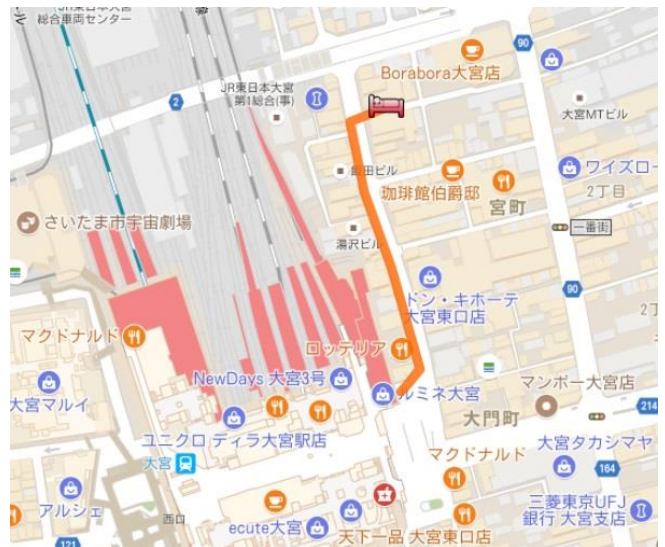 JR東日本大宮
総合車両センター
90
Borabora大宮店
JR東日本大宮
第1総合(事)
2
大宮MTビル
飯田ビル
珈琲館伯爵邸
宮町
ワイズロー
2丁目
さいたま市宇宙劇場
湯沢ビル
一番街
90
ドン・キホーテ
大宮東口店
2丁
マクドナルド
ロッテリア
NewDays 大宮3号
ルミネ大宮
マンボー大宮店
大宮マルイ
大門町
214
ユニクロ ディラ大宮駅店
大宮
マクドナルド
大宮タカシマヤ
164
アルシェ
西口
ecute大宮
天下一品 大宮東口店
三菱東京UFJ
銀行 大宮支店
121